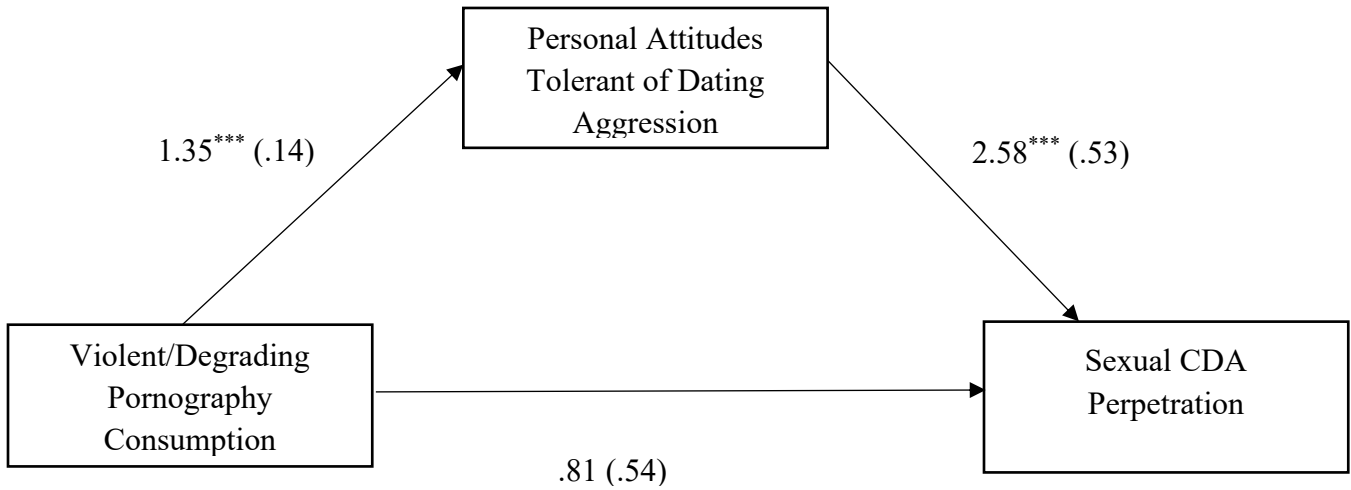 Personal Attitudes
Tolerant of Dating
Aggression
1.35*** (.14)
2.58*** (.53)
Violent/Degrading
Pornography
Consumption
Sexual CDA
Perpetration
.81 (.54)